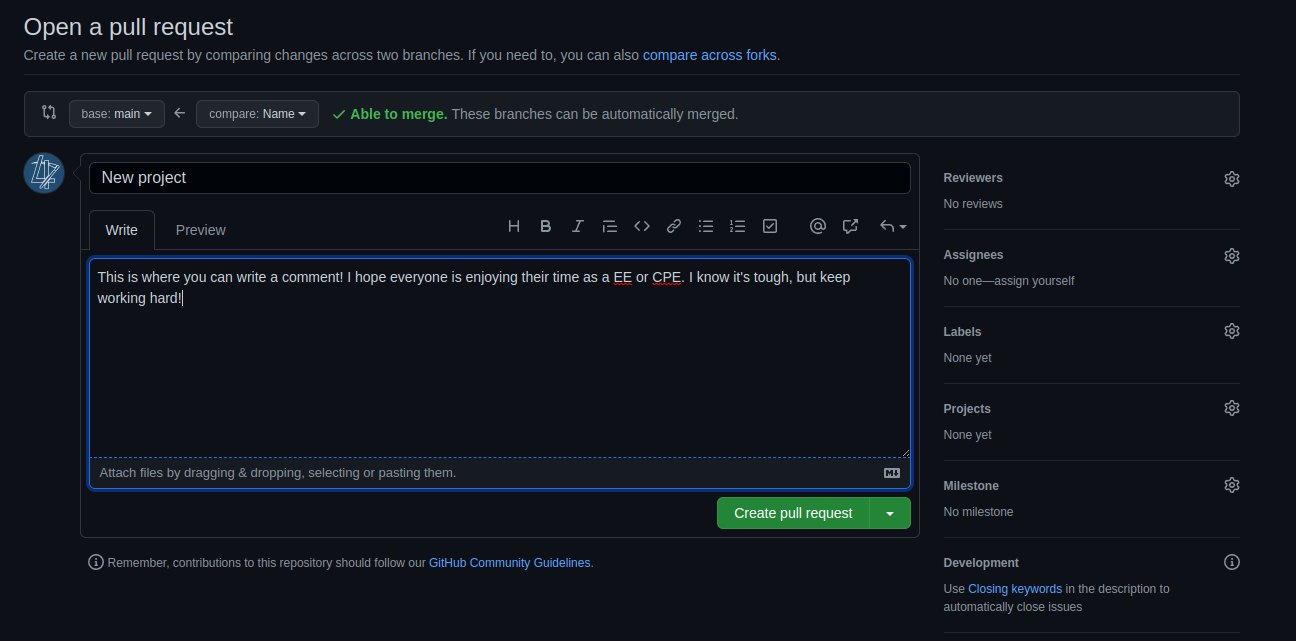 Open a pull request
Create a new pull request by comparing changes across two branches. If you need to, you can also compare across forks.
base: main
compare: Name
Able to merge. These branches can be automatically merged.
New project
Write
Preview
This is where you can write a comment! I hope everyone is enjoying their time as a EE or CPE. I know it's tough, but keep
working hard!
Attach files by dragging & dropping, selecting or pasting them.
Create pull request
Remember, contributions to this repository should follow our GitHub Community Guidelines.
Reviewers
No reviews
Assignees
No one—assign yourself
Labels
None yet
Projects
None yet
Milestone
No milestone
Development
Use Closing keywords in the description to
automatically close issues